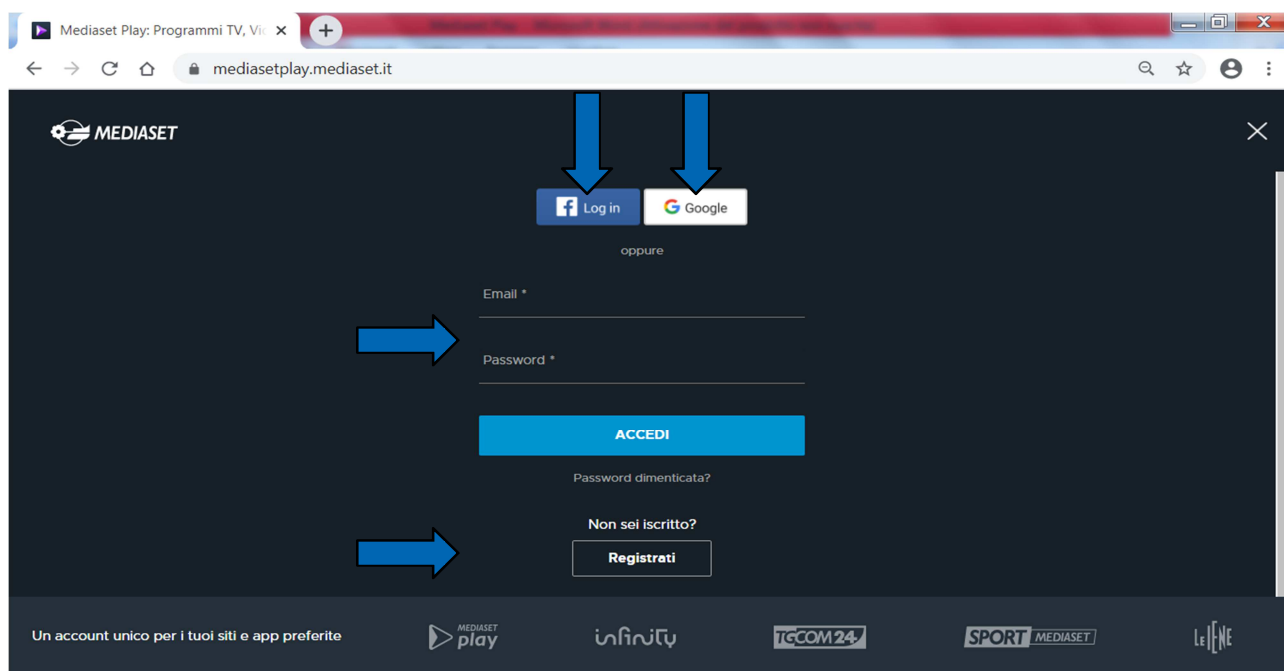 Mediaset Play: Programmi TV, Vi
mediasetplay.mediaset.it
MEDIASET
Log in
Google
oppure
Email *
Password *
ACCEDI
Password dimenticata?
Non sei iscritto?
Registrati
Un account unico per i tuoi siti e app preferite
MEDIASET
play
infinity
TGCOM24
SPORT MEDIASET
LE IENE